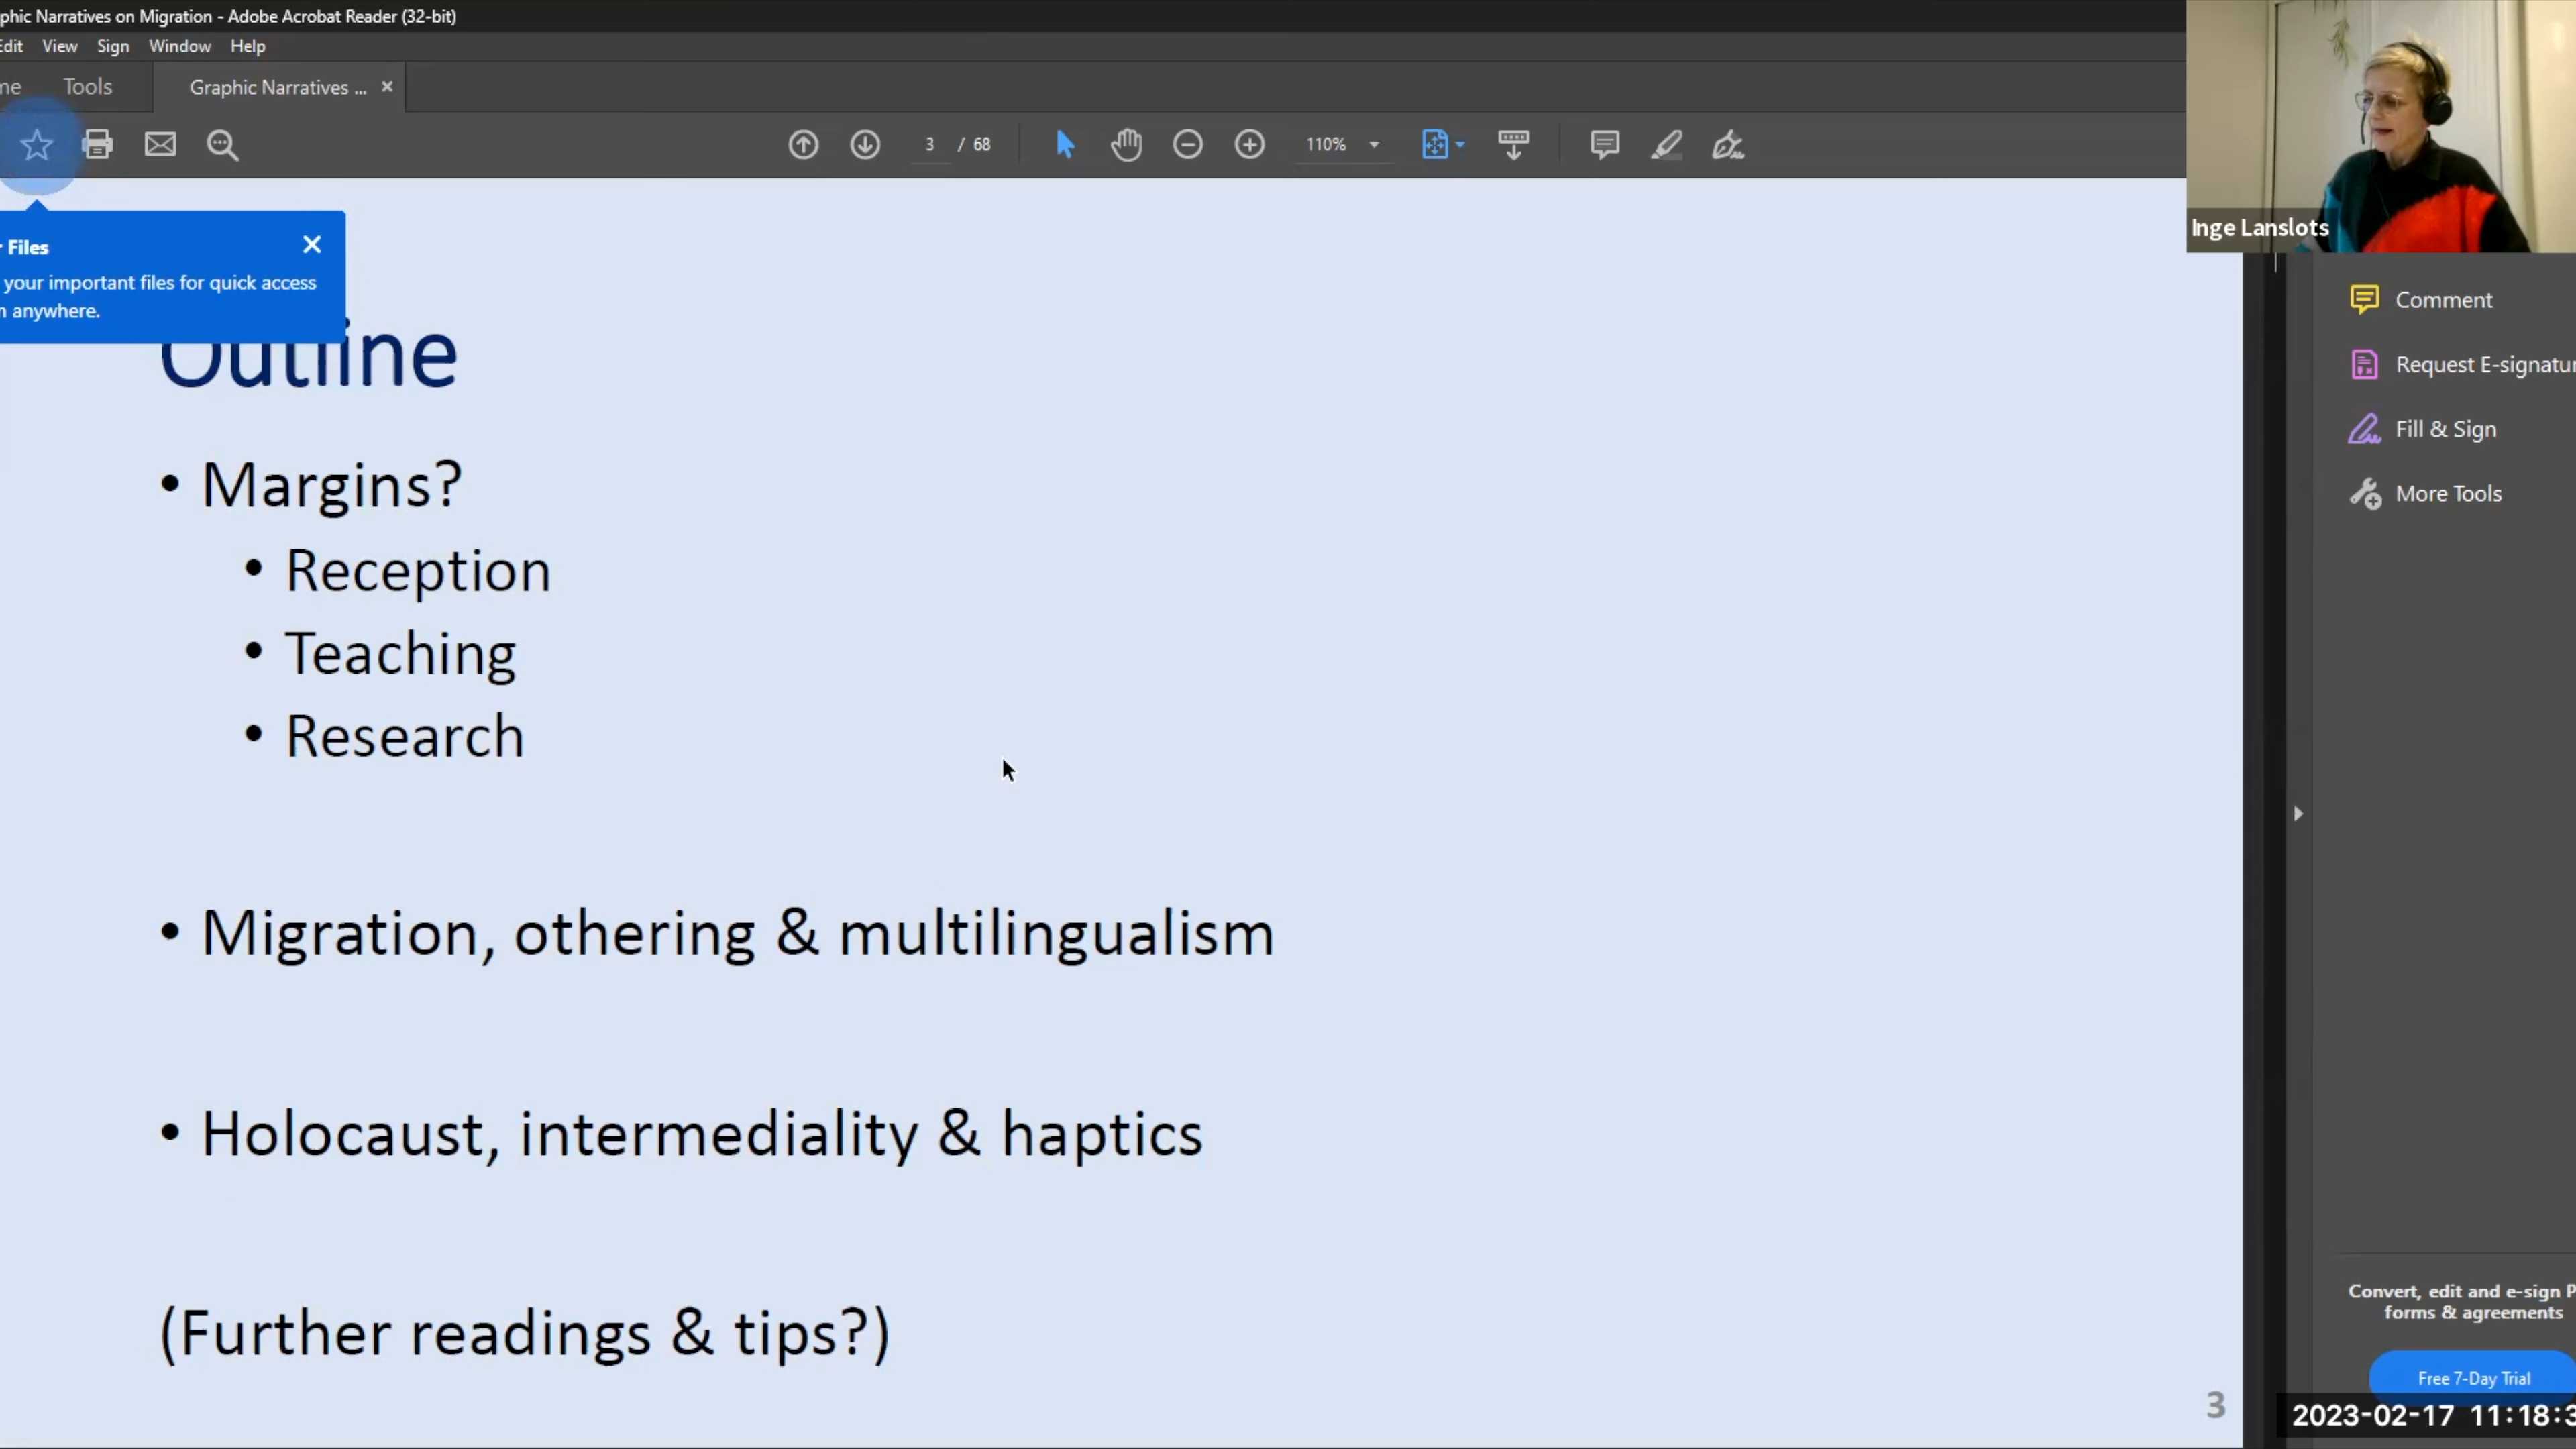 phic Narratives on Migration - Adobe Acrobat Reader (32-bit)
Edit View Sign Window Help
me Tools Graphic Narratives ... ×
3 / 68 110%
Inge Lanslots
r Files
your important files for quick access
m anywhere.
Outline
• Margins?
• Reception
• Teaching
• Research
• Migration, othering & multilingualism
• Holocaust, intermediality & haptics
(Further readings & tips?)
3
Comment
Request E-signatur
Fill & Sign
More Tools
Convert, edit and e-sign P
forms & agreements
Free 7-Day Trial
2023-02-17 11:18:3